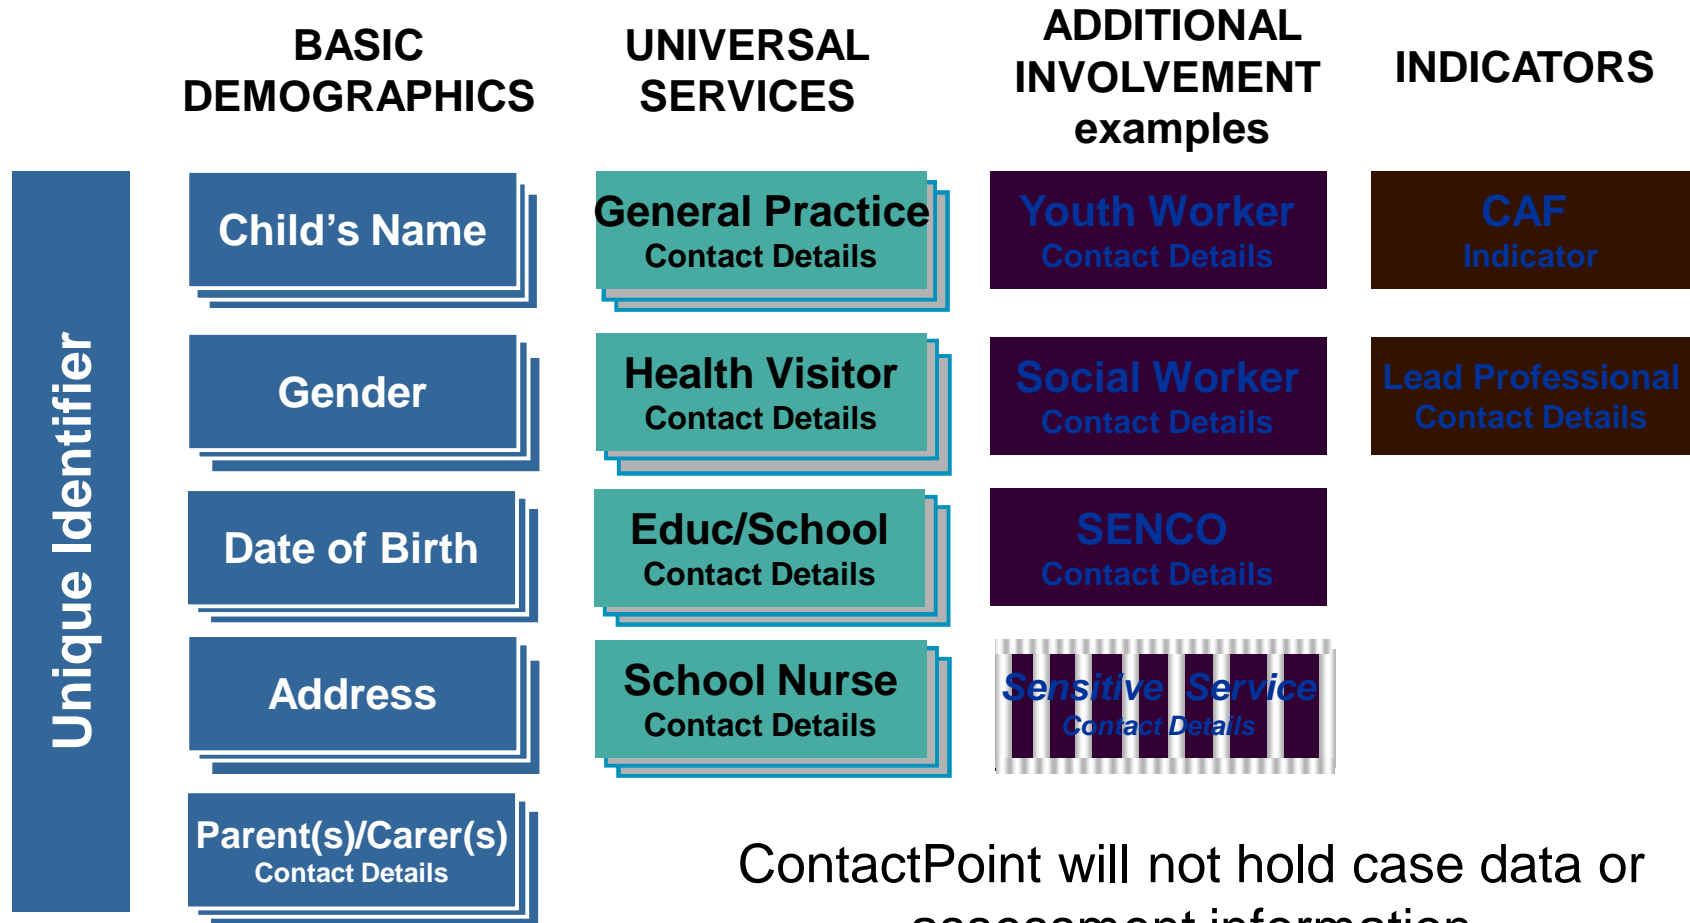 BASIC
DEMOGRAPHICS
UNIVERSAL
SERVICES
ADDITIONAL
INVOLVEMENT
examples
INDICATORS
Unique Identifier
Child's Name
Gender
Date of Birth
Address
Parent(s)/Carer(s)
Contact Details
General Practice
Contact Details
Health Visitor
Contact Details
Educ/School
Contact Details
School Nurse
Contact Details
Youth Worker
Contact Details
Social Worker
Contact Details
SENCO
Contact Details
Sensitive Service
Contact Details
CAF
Indicator
Lead Professional
Contact Details
ContactPoint will not hold case data or
assessment information